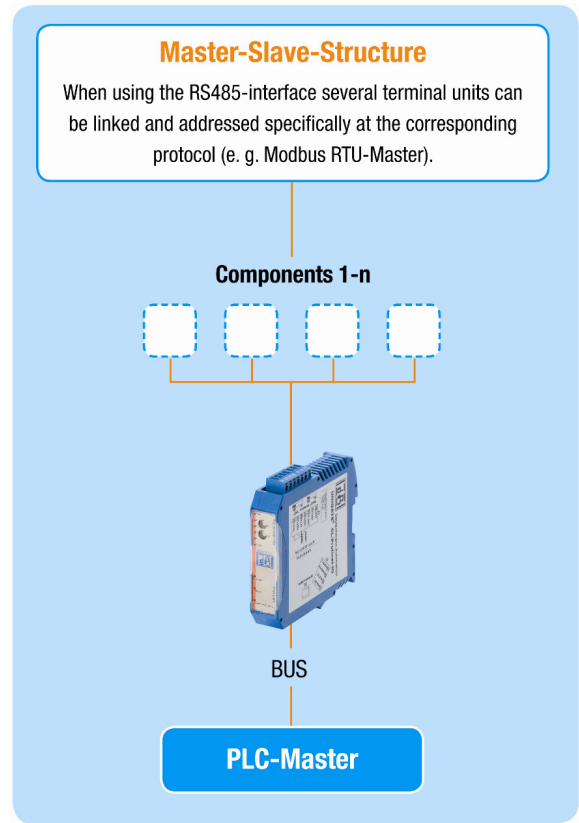 Master-Slave-Structure
When using the RS485-interface several terminal units can
be linked and addressed specifically at the corresponding
protocol (e. g. Modbus RTU-Master).
Components 1-n
BUS
PLC-Master